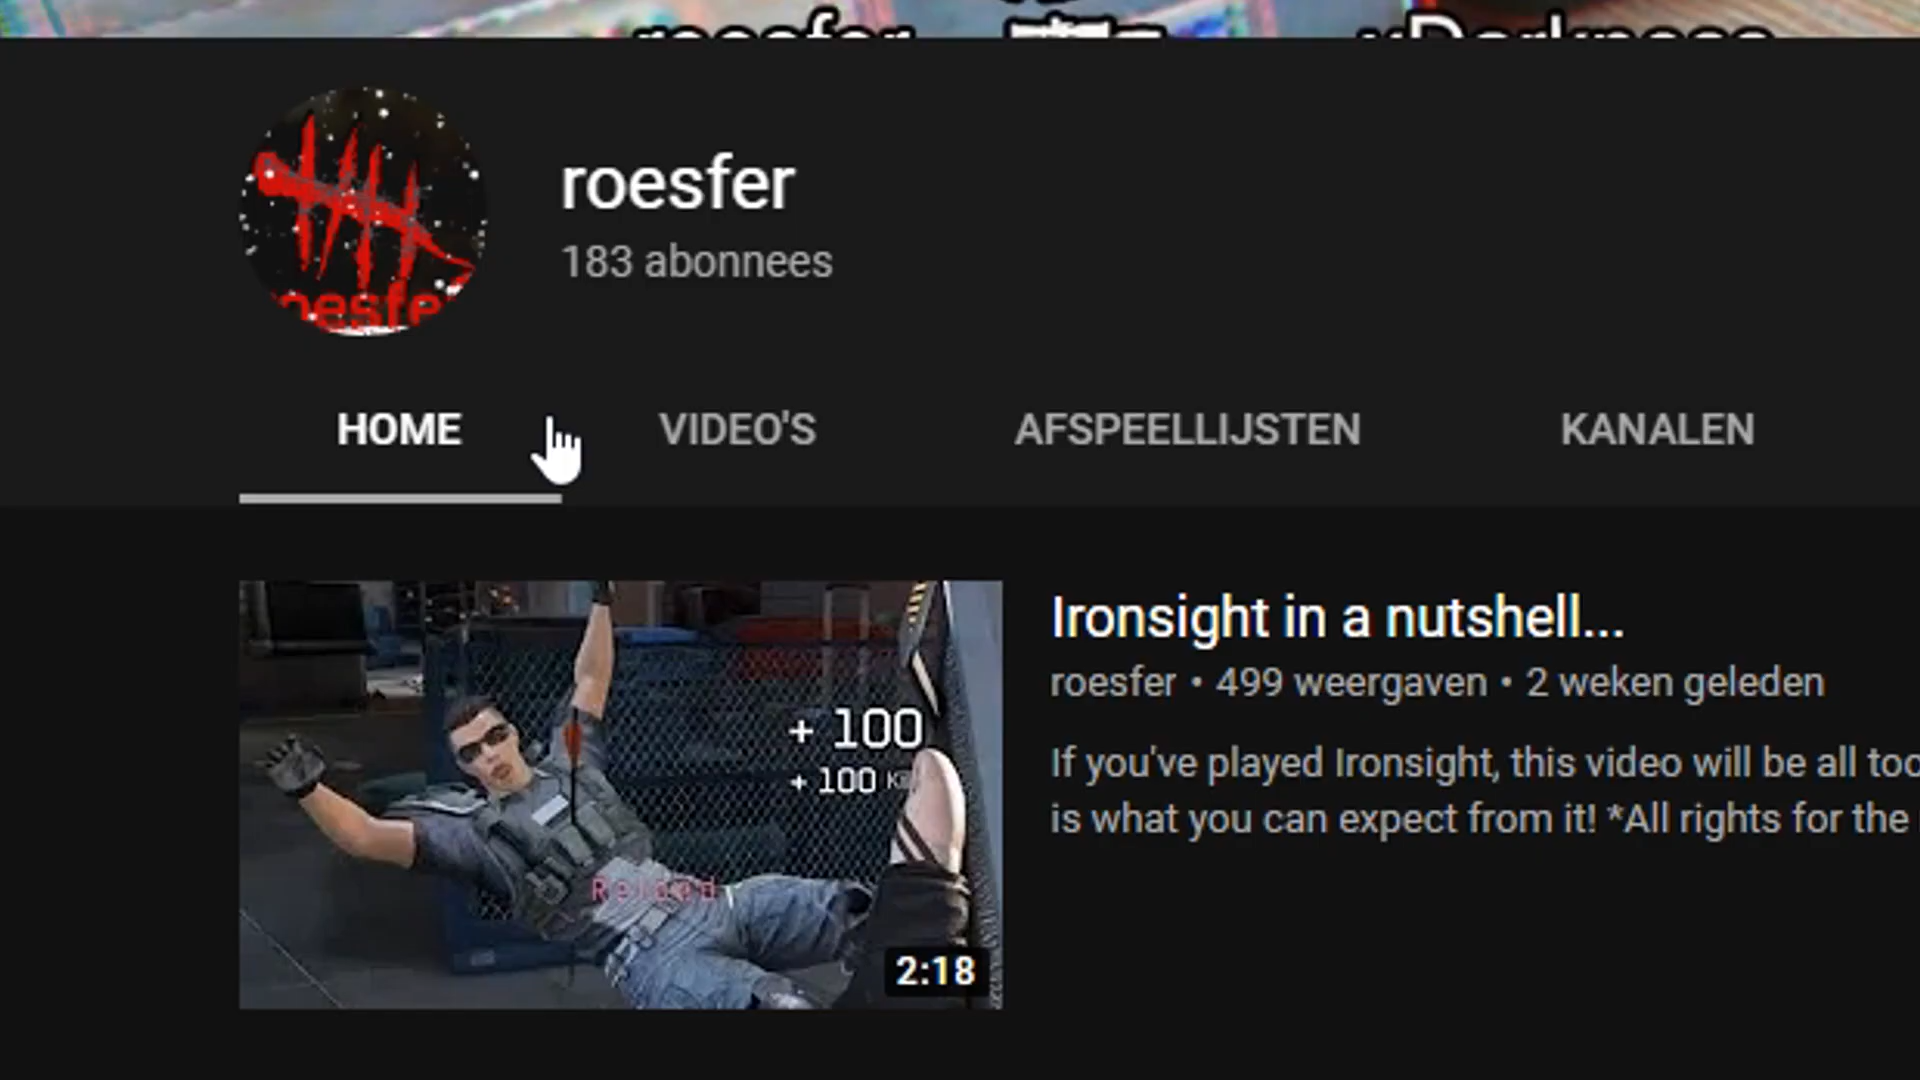 roesfer
183 abonnees
HOME
VIDEO'S
AFSPEELLIJSTEN
KANALEN
+ 100
+ 100
Reload
2:18
Ironsight in a nutshell...
roesfer • 499 weergaven • 2 weken geleden
If you've played Ironsight, this video will be all
is what you can expect from it! *All rights for the